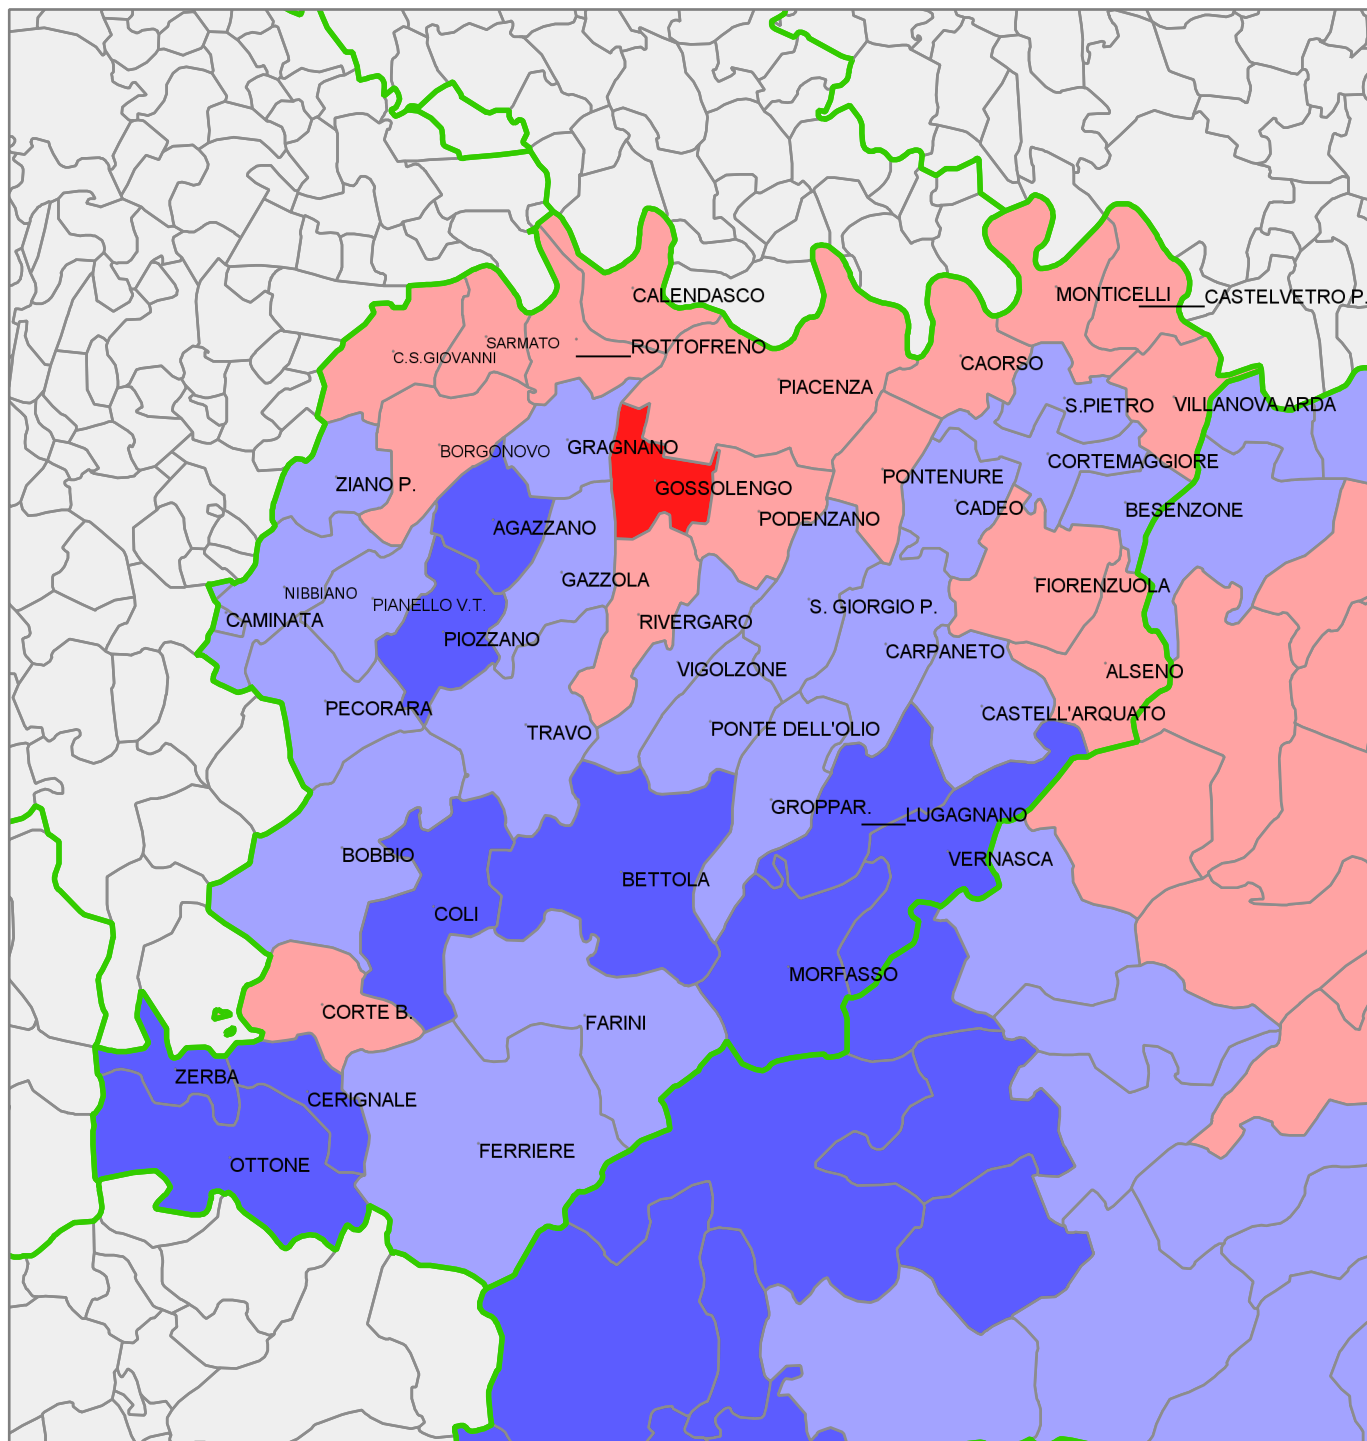 CALENDASCO
MONTICELLI
CASTELVETRO P.
SARMATO
ROTTOFRENO
C.S.GIOVANNI
CAORSO
PIACENZA
S.PIETRO
VILLANOVA ARDA
BORGONOVO
GRAGNANO
CORTEMAGGIORE
ZIANO P.
GOSSOLENGO
PONTENURE
CADEO
BESENZONE
AGAZZANO
PODENZANO
GAZZOLA
FIORENZUOLA
NIBBIANO
PIANELLO V.T.
S. GIORGIO P.
CAMINATA
RIVERGARO
PIOZZANO
CARPANETO
VIGOLZONE
ALSENO
PECORARA
CASTELL'ARQUATO
TRAVO
PONTE DELL'OLIO
GROPPAR.
LUGAGNANO
BOBBIO
VERNASCA
BETTOLA
COLI
MORFASSO
CORTE B.
FARINI
ZERBA
CERIGNALE
FERRIERE
OTTONE